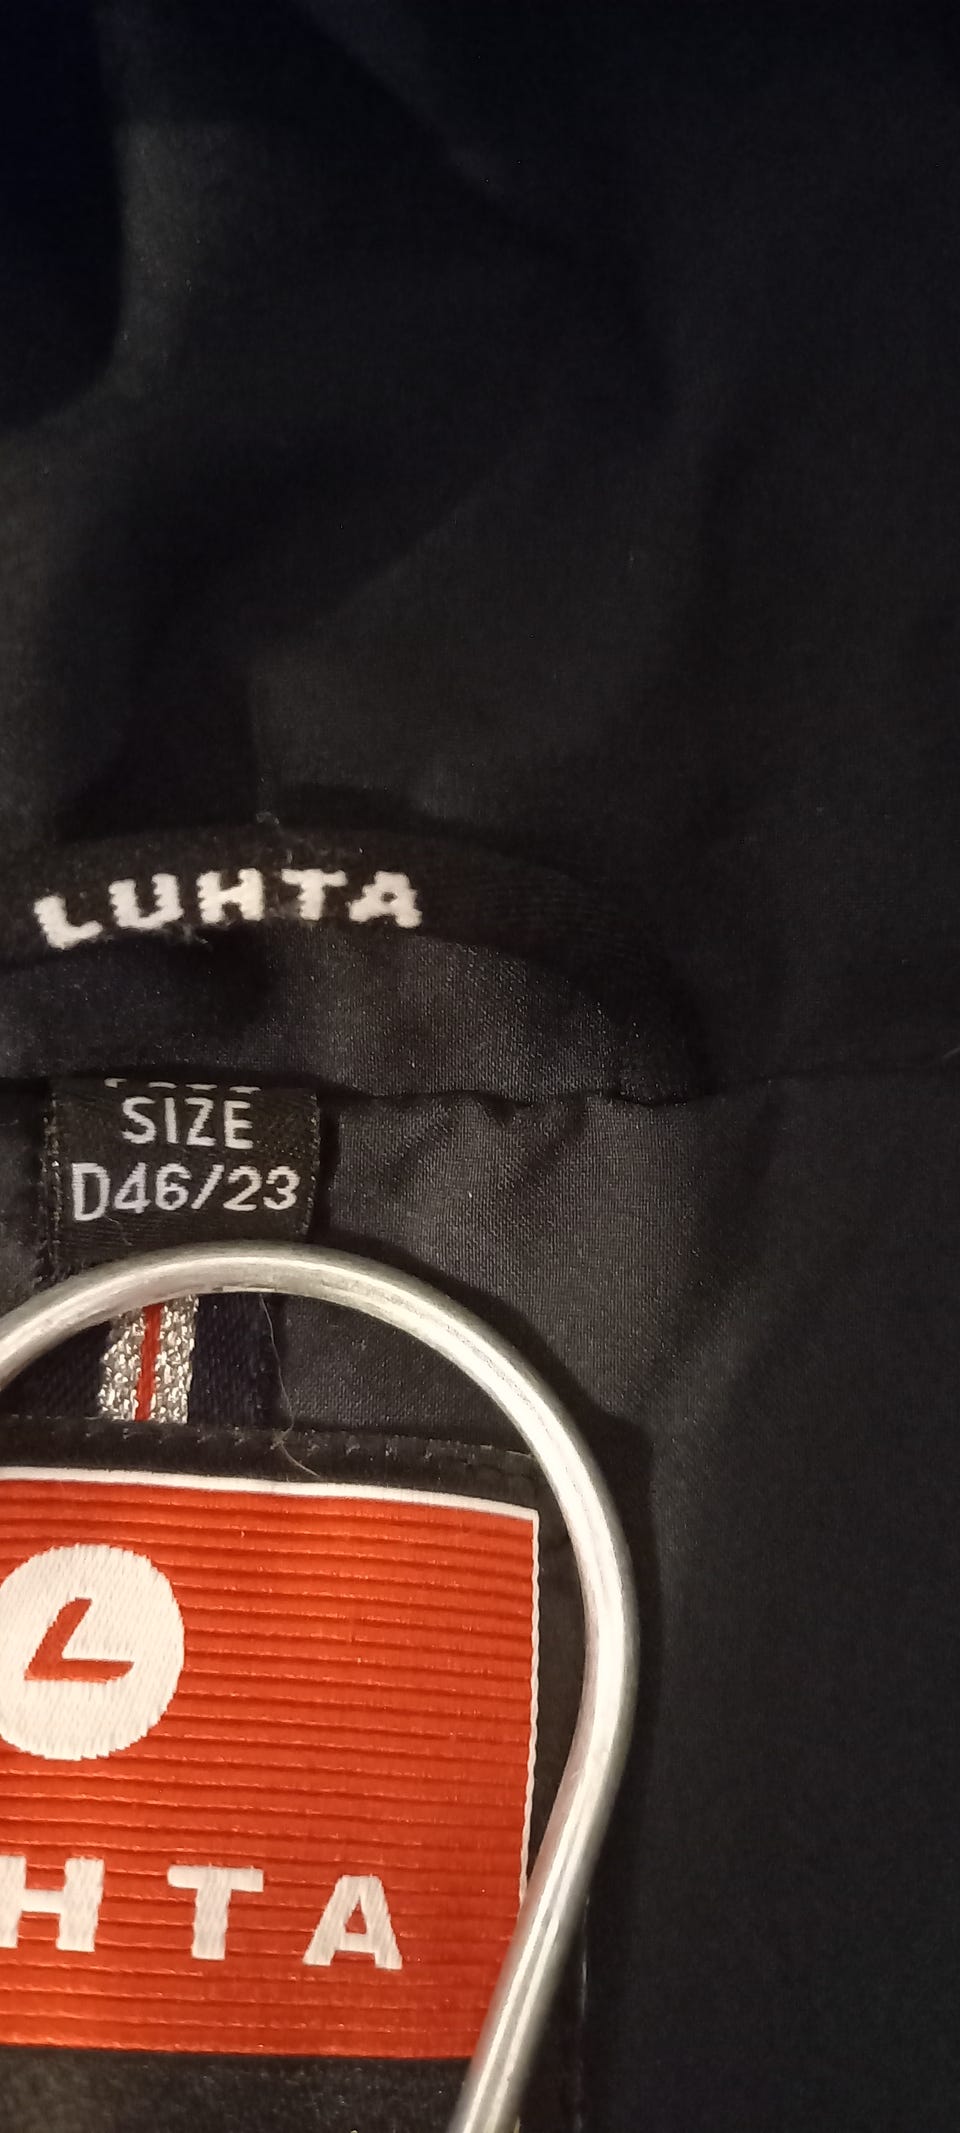 LUHTA
SIZE
D46/23
L
HTA